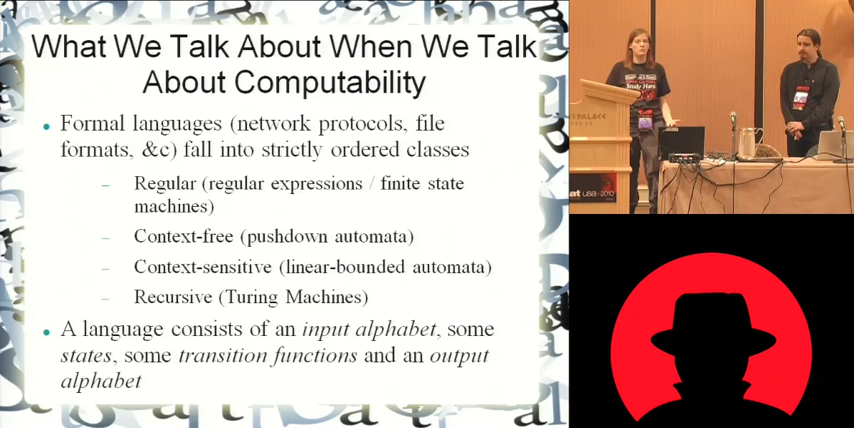 What We Talk About When We Talk
About Computability
• Formal languages (network protocols, file
formats, &c) fall into strictly ordered classes
– Regular (regular expressions / finite state
machines)
– Context-free (pushdown automata)
– Context-sensitive (linear-bounded automata)
– Recursive (Turing Machines)
• A language consists of an input alphabet, some
states, some transition functions and an output
alphabet
Study Hard
PALACE
at usa 2010